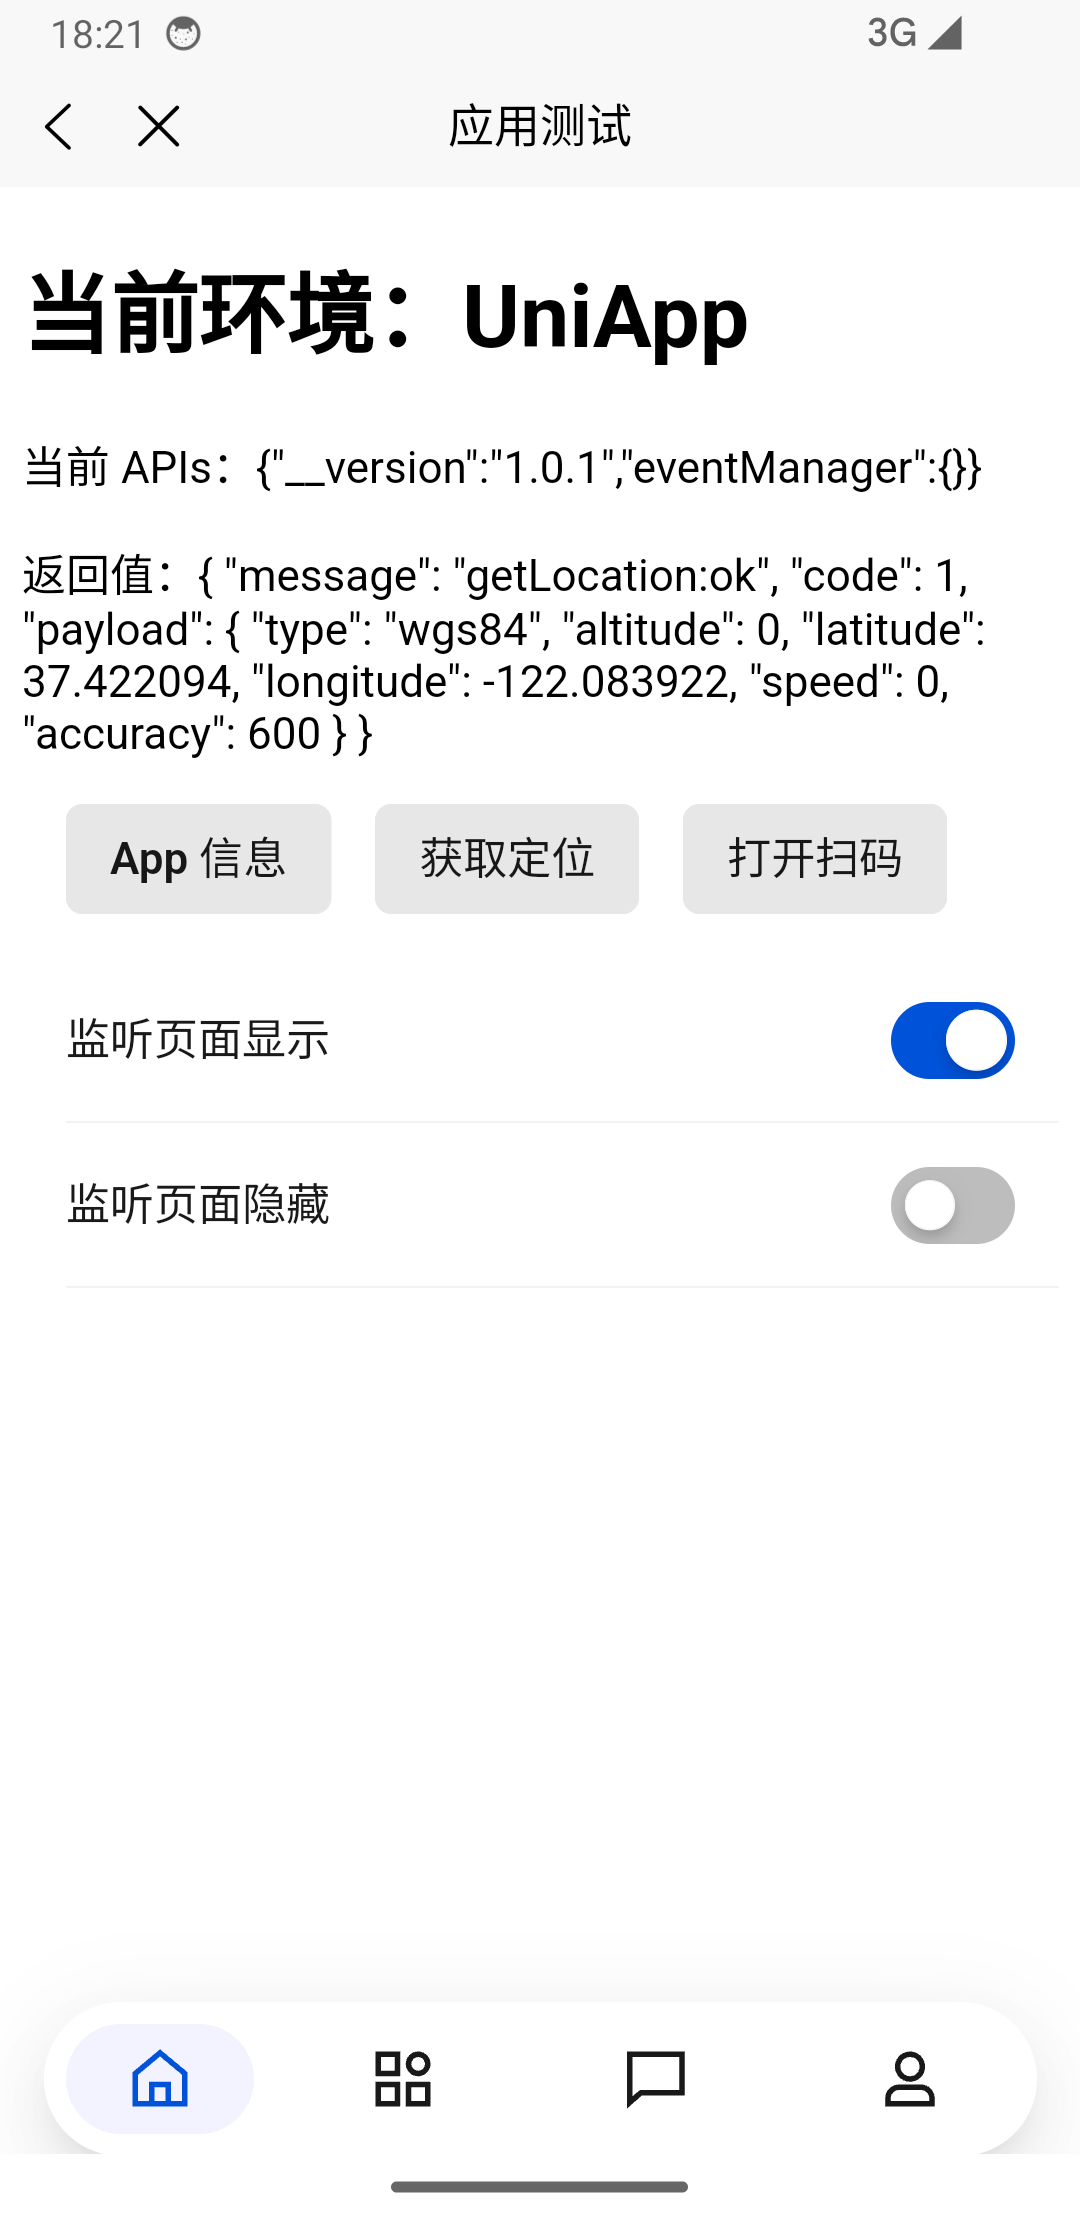 18:21
3G
应用测试
当前环境：UniApp
当前 APIs：{"__version":"1.0.1","eventManager":{}}
返回值：{ "message": "getLocation:ok", "code": 1,
"payload": { "type": "wgs84", "altitude": 0, "latitude":
37.422094, "longitude": -122.083922, "speed": 0,
"accuracy": 600 } }
App 信息
获取定位
打开扫码
监听页面显示
监听页面隐藏